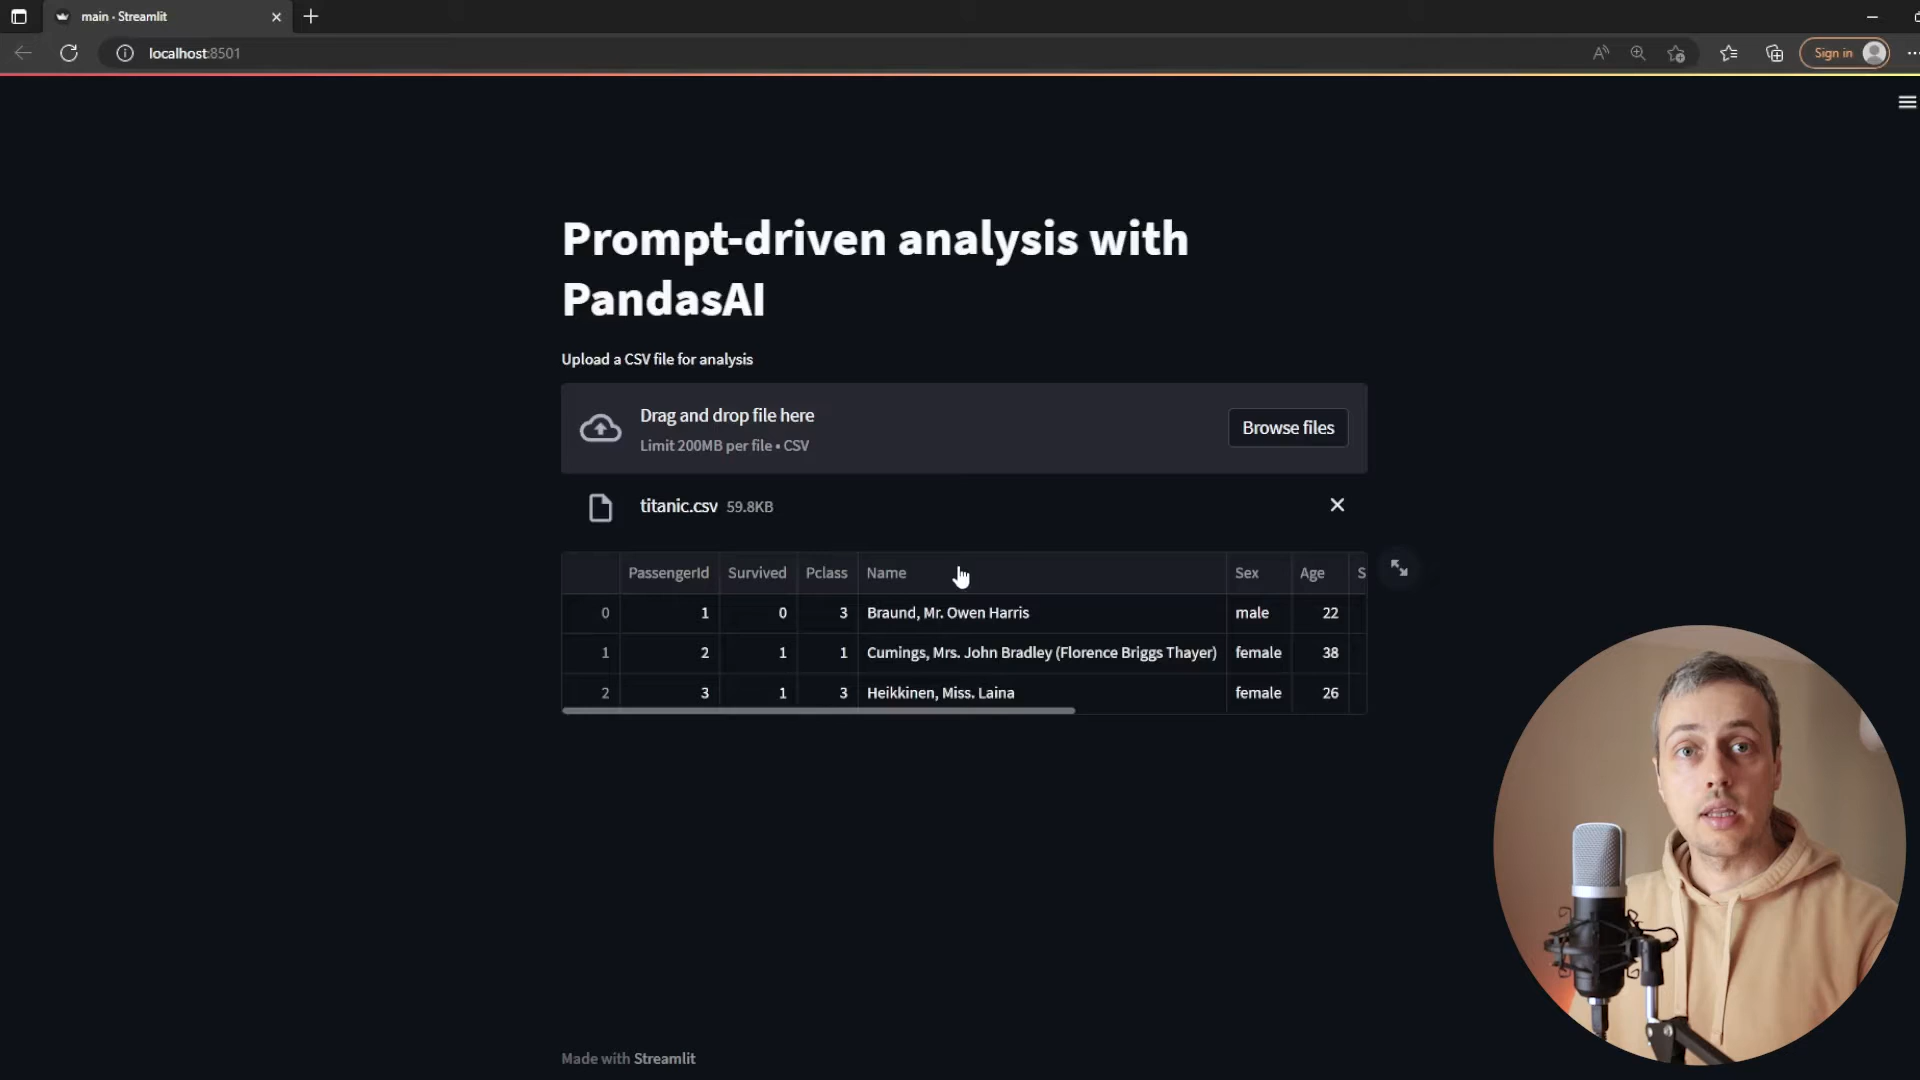 main · Streamlit
localhost:8501
Sign in
Prompt-driven analysis with
PandasAI
Upload a CSV file for analysis
Drag and drop file here
Limit 200MB per file • CSV
Browse files
titanic.csv 59.8KB
PassengerId Survived Pclass Name Sex Age S
0 1 0 3 Braund, Mr. Owen Harris male 22
1 2 1 1 Cumings, Mrs. John Bradley (Florence Briggs Thayer) female 38
2 3 1 3 Heikkinen, Miss. Laina female 26
Made with Streamlit